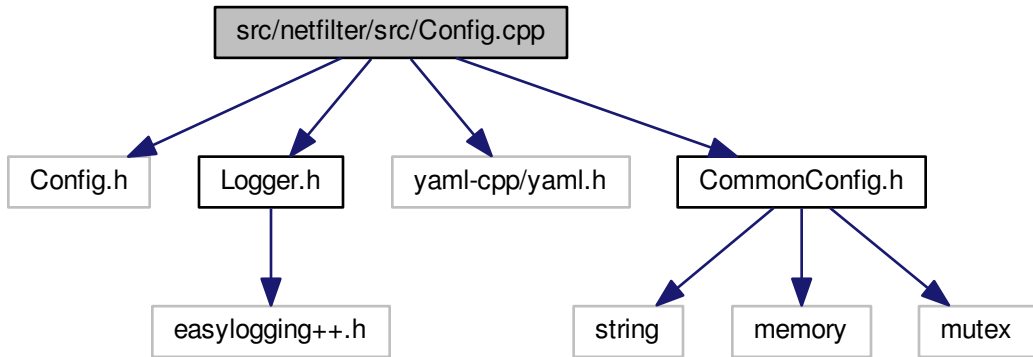 src/netfilter/src/Config.cpp
Config.h
Logger.h
yaml-cpp/yaml.h
CommonConfig.h
easylogging++.h
string
memory
mutex